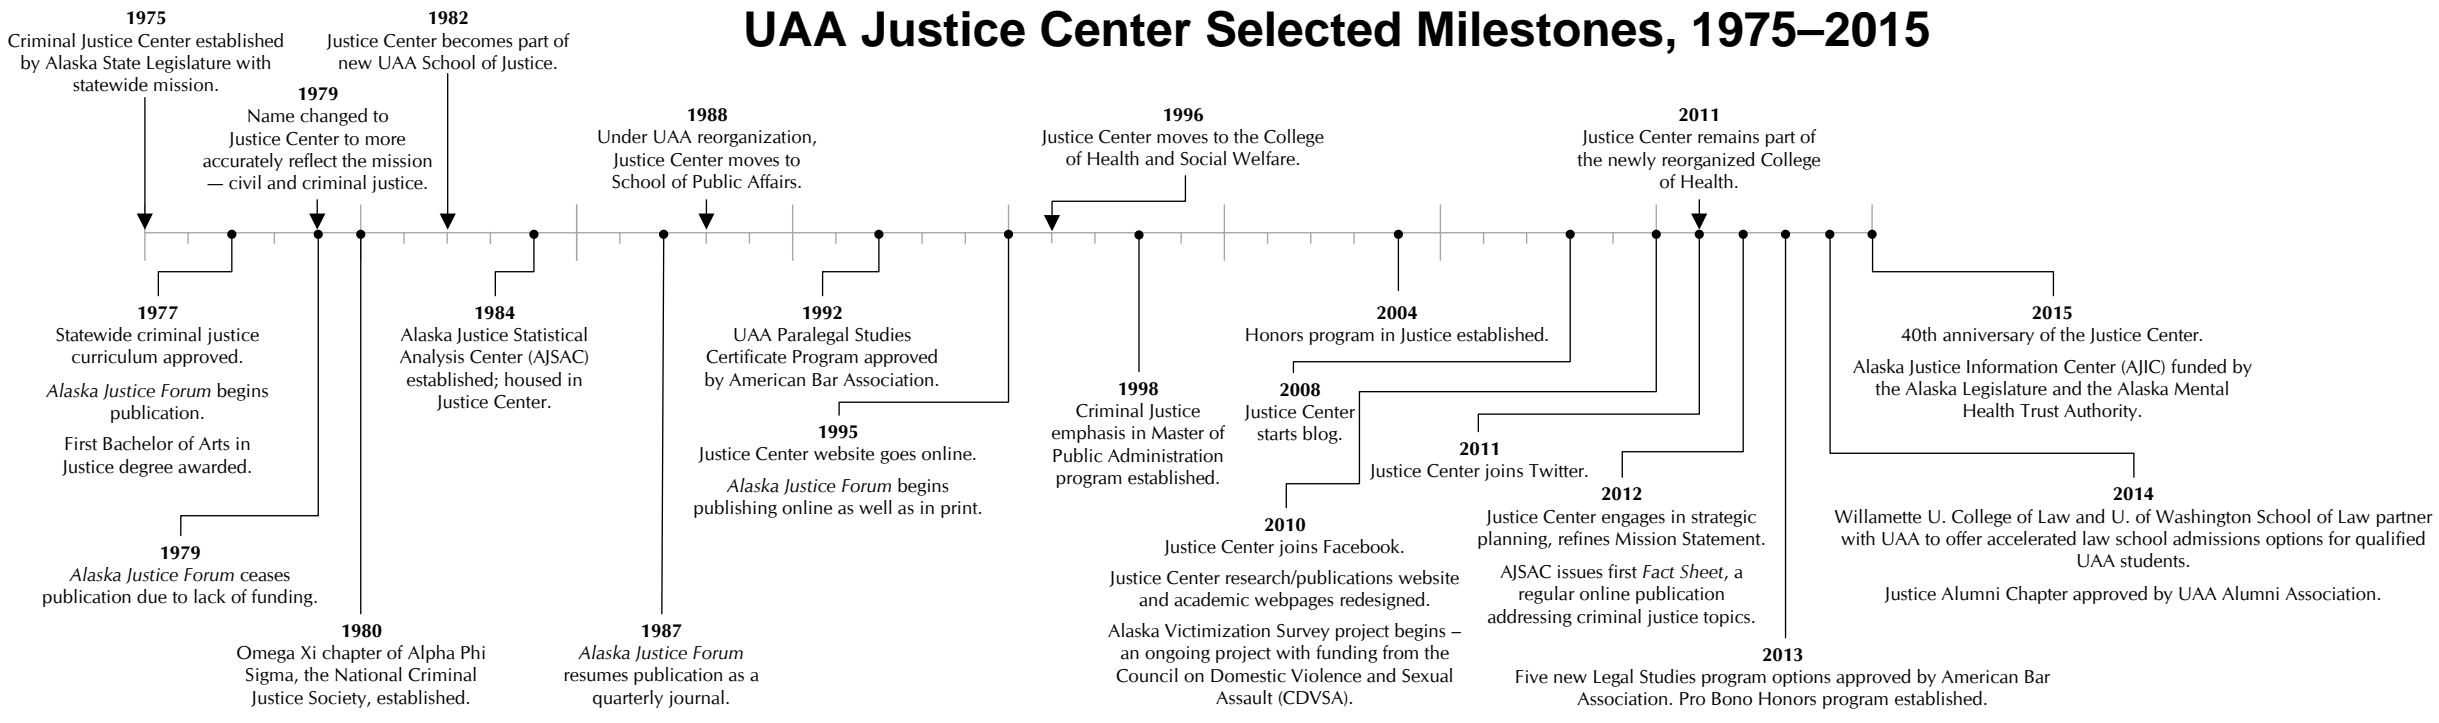 UAA Justice Center Selected Milestones, 1975–2015
1975
Criminal Justice Center established
by Alaska State Legislature with
statewide mission.
1979
Name changed to
Justice Center to more
accurately reflect the mission
— civil and criminal justice.
1982
Justice Center becomes part of
new UAA School of Justice.
1988
Under UAA reorganization,
Justice Center moves to
School of Public Affairs.
1996
Justice Center moves to the College
of Health and Social Welfare.
2011
Justice Center remains part of
the newly reorganized College
of Health.
1977
Statewide criminal justice
curriculum approved.
Alaska Justice Forum begins
publication.
First Bachelor of Arts in
Justice degree awarded.
1979
Alaska Justice Forum ceases
publication due to lack of funding.
1980
Omega Xi chapter of Alpha Phi
Sigma, the National Criminal
Justice Society, established.
1984
Alaska Justice Statistical
Analysis Center (AJSAC)
established; housed in
Justice Center.
1987
Alaska Justice Forum
resumes publication as a
quarterly journal.
1992
UAA Paralegal Studies
Certificate Program approved
by American Bar Association.
1995
Justice Center website goes online.
Alaska Justice Forum begins
publishing online as well as in print.
1998
Criminal Justice
emphasis in Master of
Public Administration
program established.
2004
Honors program in Justice established.
2008
Justice Center
starts blog.
2010
Justice Center joins Facebook.
Justice Center research/publications website
and academic webpages redesigned.
Alaska Victimization Survey project begins –
an ongoing project with funding from the
Council on Domestic Violence and Sexual
Assault (CDVSA).
2011
Justice Center joins Twitter.
2012
Justice Center engages in strategic
planning, refines Mission Statement.
AJSAC issues first Fact Sheet, a
regular online publication
addressing criminal justice topics.
2013
Five new Legal Studies program options approved by American Bar
Association. Pro Bono Honors program established.
2014
Willamette U. College of Law and U. of Washington School of Law partner
with UAA to offer accelerated law school admissions options for qualified
UAA students.
Justice Alumni Chapter approved by UAA Alumni Association.
2015
40th anniversary of the Justice Center.
Alaska Justice Information Center (AJIC) funded by
the Alaska Legislature and the Alaska Mental
Health Trust Authority.